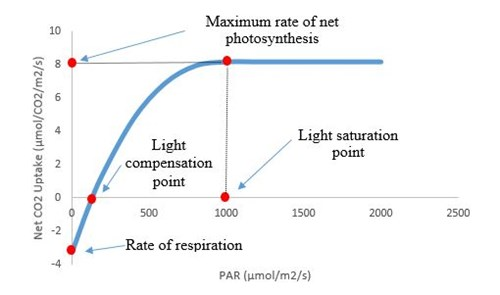 Maximum rate of net
photosynthesis
10
8
6
4
2
0
-2
-4
Net CO2 Uptake (μmol/CO2/m2/s)
Light
compensation
point
Light saturation
point
Rate of respiration
0
500
1000
1500
2000
2500
PAR (μmol/m2/s)